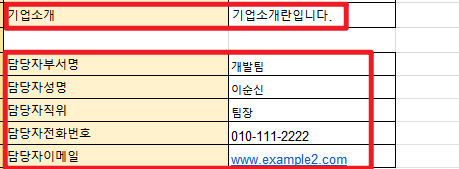 기업소개 기업소개란입니다.
담당자부서명 개발팀
담당자성명 이순신
담당자직위 팀장
담당자전화번호 010-111-2222
담당자이메일 www.example2.com